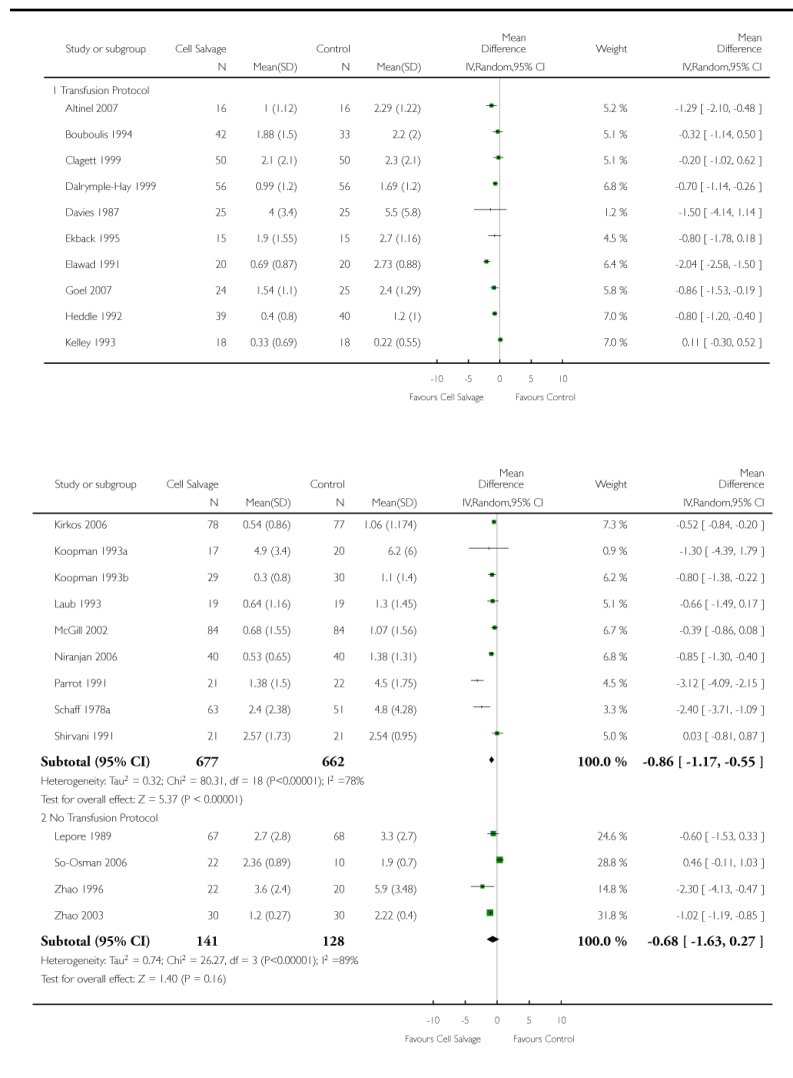 Study or subgroup Cell Salvage Control Mean Difference Weight Mean Difference
N Mean(SD) N Mean(SD) IV,Random,95% CI IV,Random,95% CI
1 Transfusion Protocol
Altinel 2007 16 1 (1.12) 16 2.29 (1.22) 5.2 % -1.29 [ -2.10, -0.48 ]
Bouboulis 1994 42 1.88 (1.5) 33 2.2 (2) 5.1 % -0.32 [ -1.14, 0.50 ]
Clagett 1999 50 2.1 (2.1) 50 2.3 (2.1) 5.1 % -0.20 [ -1.02, 0.62 ]
Dalrymple-Hay 1999 56 0.99 (1.2) 56 1.69 (1.2) 6.8 % -0.70 [ -1.14, -0.26 ]
Davies 1987 25 4 (3.4) 25 5.5 (5.8) 1.2 % -1.50 [ -4.14, 1.14 ]
Ekback 1995 15 1.9 (1.55) 15 2.7 (1.16) 4.5 % -0.80 [ -1.78, 0.18 ]
Elawad 1991 20 0.69 (0.87) 20 2.73 (0.88) 6.4 % -2.04 [ -2.58, -1.50 ]
Goel 2007 24 1.54 (1.1) 25 2.4 (1.29) 5.8 % -0.86 [ -1.53, -0.19 ]
Heddle 1992 39 0.4 (0.8) 40 1.2 (1) 7.0 % -0.80 [ -1.20, -0.40 ]
Kelley 1993 18 0.33 (0.69) 18 0.22 (0.55) 7.0 % 0.11 [ -0.30, 0.52 ]
-10 -5 0 5 10
Favours Cell Salvage Favours Control
Study or subgroup Cell Salvage Control Mean Difference Weight Mean Difference
N Mean(SD) N Mean(SD) IV,Random,95% CI IV,Random,95% CI
Kirkos 2006 78 0.54 (0.86) 77 1.06 (1.174) 7.3 % -0.52 [ -0.84, -0.20 ]
Koopman 1993a 17 4.9 (3.4) 20 6.2 (6) 0.9 % -1.30 [ -4.39, 1.79 ]
Koopman 1993b 29 0.3 (0.8) 30 1.1 (1.4) 6.2 % -0.80 [ -1.38, -0.22 ]
Laub 1993 19 0.64 (1.16) 19 1.3 (1.45) 5.1 % -0.66 [ -1.49, 0.17 ]
McGill 2002 84 0.68 (1.55) 84 1.07 (1.56) 6.7 % -0.39 [ -0.86, 0.08 ]
Niranjan 2006 40 0.53 (0.65) 40 1.38 (1.31) 6.8 % -0.85 [ -1.30, -0.40 ]
Parrot 1991 21 1.38 (1.5) 22 4.5 (1.75) 4.5 % -3.12 [ -4.09, -2.15 ]
Schaff 1978a 63 2.4 (2.38) 51 4.8 (4.28) 3.3 % -2.40 [ -3.71, -1.09 ]
Shirvani 1991 21 2.57 (1.73) 21 2.54 (0.95) 5.0 % 0.03 [ -0.81, 0.87 ]
Subtotal (95% CI) 677 662 100.0 % -0.86 [ -1.17, -0.55 ]
Heterogeneity: Tau² = 0.32; Chi² = 80.31, df = 18 (P<0.00001); I² =78%
Test for overall effect: Z = 5.37 (P < 0.00001)
2 No Transfusion Protocol
Lepore 1989 67 2.7 (2.8) 68 3.3 (2.7) 24.6 % -0.60 [ -1.53, 0.33 ]
So-Osman 2006 22 2.36 (0.89) 10 1.9 (0.7) 28.8 % 0.46 [ -0.11, 1.03 ]
Zhao 1996 22 3.6 (2.4) 20 5.9 (3.48) 14.8 % -2.30 [ -4.13, -0.47 ]
Zhao 2003 30 1.2 (0.27) 30 2.22 (0.4) 31.8 % -1.02 [ -1.19, -0.85 ]
Subtotal (95% CI) 141 128 100.0 % -0.68 [ -1.63, 0.27 ]
Heterogeneity: Tau² = 0.74; Chi² = 26.27, df = 3 (P<0.00001); I² =89%
Test for overall effect: Z = 1.40 (P = 0.16)
-10 -5 0 5 10
Favours Cell Salvage Favours Control